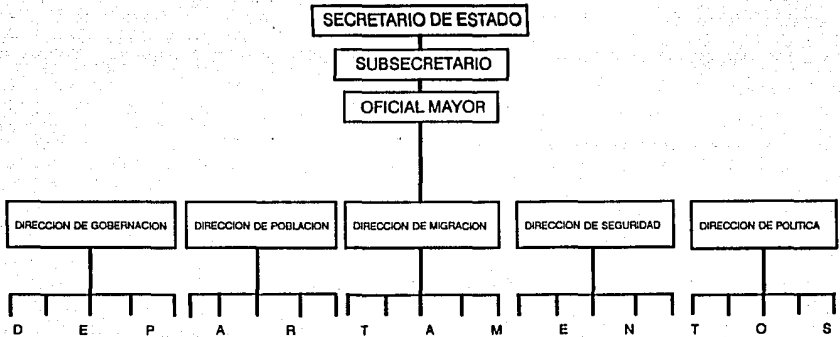 SECRETARIO DE ESTADO
SUBSECRETARIO
OFICIAL MAYOR
DIRECCION DE GOBERNACION DIRECCION DE POBLACION DIRECCION DE MIGRACION DIRECCION DE SEGURIDAD DIRECCION DE POLITICA
D E P A R T A M E N T O S